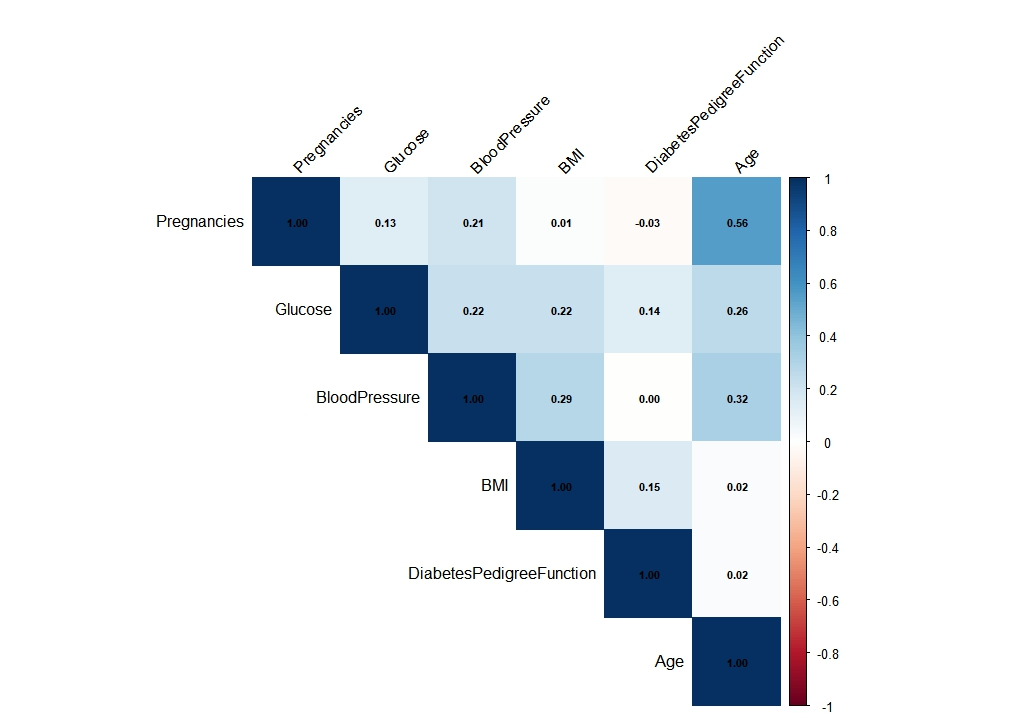 Pregnancies Glucose BloodPressure BMI DiabetesPedigreeFunction Age
1
Pregnancies 1.00 0.13 0.21 0.01 -0.03 0.56
0.8
0.6
Glucose 1.00 0.22 0.22 0.14 0.26
0.4
BloodPressure 1.00 0.29 0.00 0.32
0.2
0
BMI 1.00 0.15 0.02
-0.2
-0.4
DiabetesPedigreeFunction 1.00 0.02
-0.6
Age 1.00
-0.8
-1